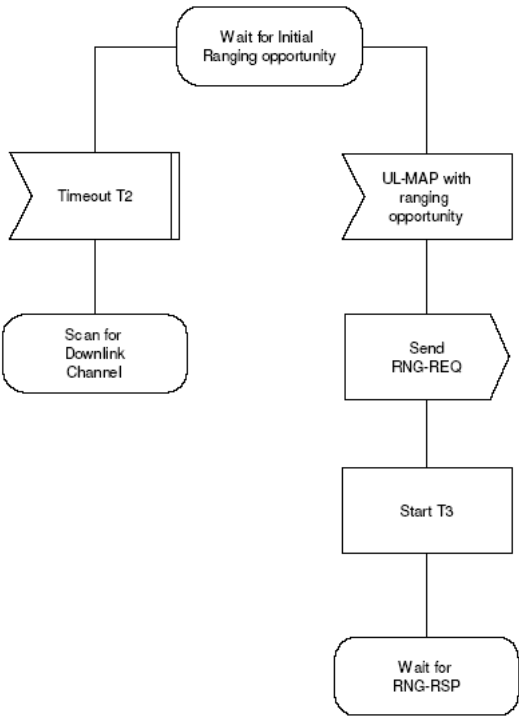 Wait for Initial
Ranging opportunity
Timeout T2
UL-MAP with
ranging
opportunity
Scan for
Downlink
Channel
Send
RNG-REQ
Start T3
Wait for
RNG-RSP